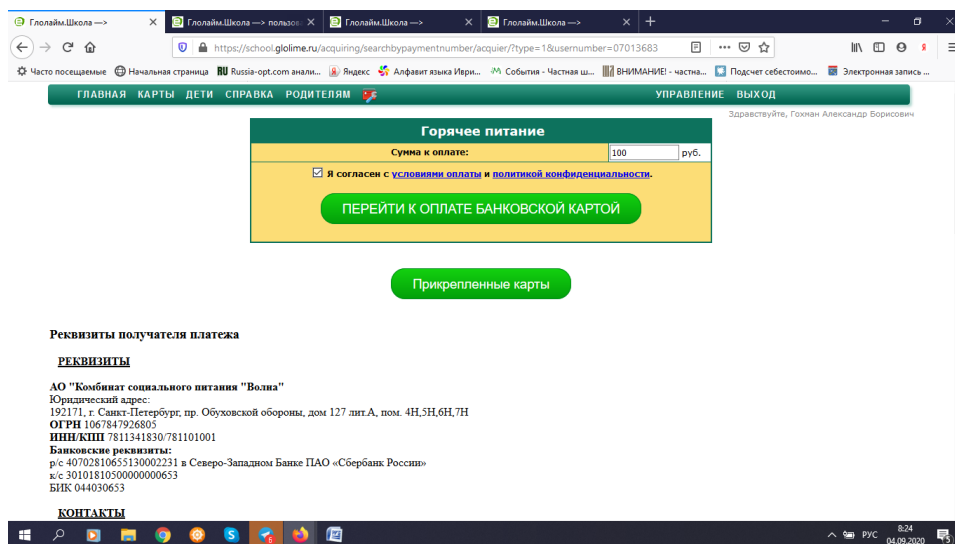 Глолайм.Школа —>
Глолайм.Школа —> пользов
Глолайм.Школа —>
Глолайм.Школа —>
https://school.glolime.ru/acquiring/searchbypaymentnumber/acquier/?type=1&usernumber=07013683
Часто посещаемые
Начальная страница
Russia-opt.com анали...
Яндекс
Алфавит языка Иври...
События - Частная ш...
ВНИМАНИЕ! - частна...
Подсчет себестоимо...
Электронная запись ...
ГЛАВНАЯ КАРТЫ ДЕТИ СПРАВКА РОДИТЕЛЯМ УПРАВЛЕНИЕ ВЫХОД
Здравствуйте, Гохман Александр Борисович
Горячее питание
Сумма к оплате: 100 руб.
Я согласен с условиями оплаты и политикой конфиденциальности.
ПЕРЕЙТИ К ОПЛАТЕ БАНКОВСКОЙ КАРТОЙ
Прикрепленные карты
Реквизиты получателя платежа
РЕКВИЗИТЫ
АО "Комбинат социального питания "Волна"
Юридический адрес:
192171, г. Санкт-Петербург, пр. Обуховской обороны, дом 127 лит.А, пом. 4Н,5Н,6Н,7Н
ОГРН 1067847926805
ИНН/КПП 7811341830/781101001
Банковские реквизиты:
р/с 40702810655130002231 в Северо-Западном Банке ПАО «Сбербанк России»
к/с 30101810500000000653
БИК 044030653
КОНТАКТЫ
РУС
8:24
04.09.2020